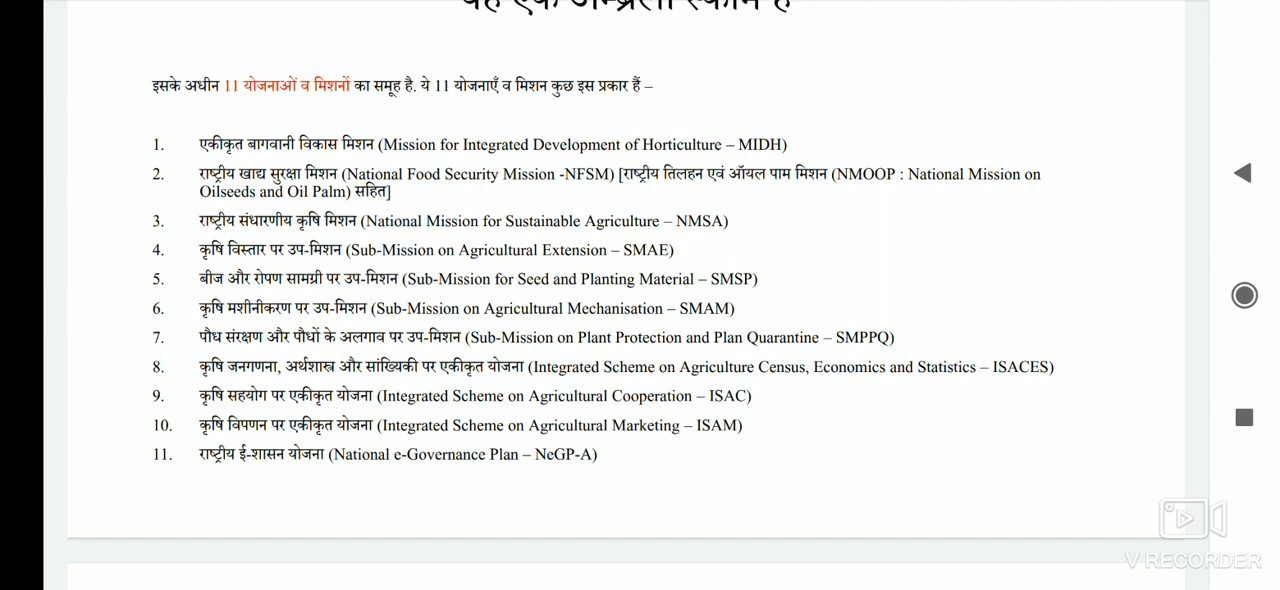 यह एक अम्ब्रेला स्कीम है
इसके अधीन 11 योजनाओं व मिशनों का समूह है. ये 11 योजनाएँ व मिशन कुछ इस प्रकार हैं –
1. एकीकृत बागवानी विकास मिशन (Mission for Integrated Development of Horticulture – MIDH)
2. राष्ट्रीय खाद्य सुरक्षा मिशन (National Food Security Mission -NFSM) [राष्ट्रीय तिलहन एवं ऑयल पाम मिशन (NMOOP : National Mission on
Oilseeds and Oil Palm) सहित]
3. राष्ट्रीय संधारणीय कृषि मिशन (National Mission for Sustainable Agriculture – NMSA)
4. कृषि विस्तार पर उप-मिशन (Sub-Mission on Agricultural Extension – SMAE)
5. बीज और रोपण सामग्री पर उप-मिशन (Sub-Mission for Seed and Planting Material – SMSP)
6. कृषि मशीनीकरण पर उप-मिशन (Sub-Mission on Agricultural Mechanisation – SMAM)
7. पौध संरक्षण और पौधों के अलगाव पर उप-मिशन (Sub-Mission on Plant Protection and Plan Quarantine – SMPPQ)
8. कृषि जनगणना, अर्थशास्त्र और सांख्यिकी पर एकीकृत योजना (Integrated Scheme on Agriculture Census, Economics and Statistics – ISACES)
9. कृषि सहयोग पर एकीकृत योजना (Integrated Scheme on Agricultural Cooperation – ISAC)
10. कृषि विपणन पर एकीकृत योजना (Integrated Scheme on Agricultural Marketing – ISAM)
11. राष्ट्रीय ई-शासन योजना (National e-Governance Plan – NeGP-A)
V RECORDER